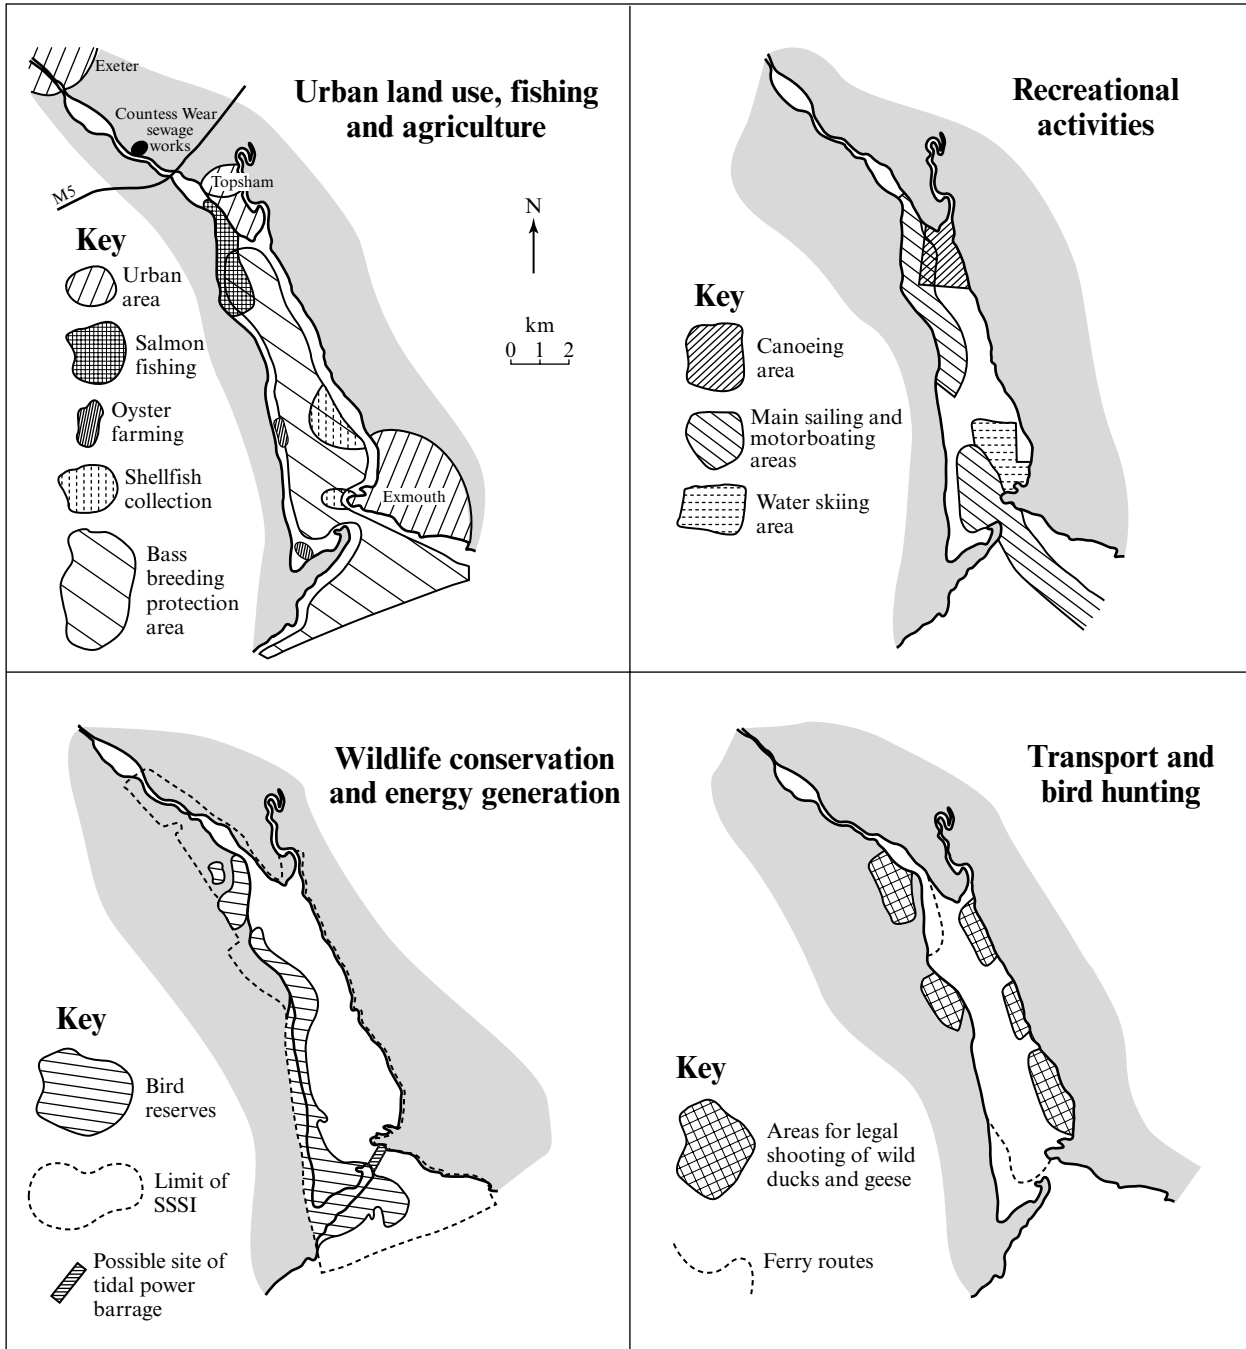 Urban land use, fishing
and agriculture
Exeter
Countess Wear
sewage
works
M5
Topsham
N
km
0 1 2
Exmouth
Key
Urban
area
Salmon
fishing
Oyster
farming
Shellfish
collection
Bass
breeding
protection
area
Recreational
activities
Key
Canoeing
area
Main sailing and
motorboating
areas
Water skiing
area
Wildlife conservation
and energy generation
Key
Bird
reserves
Limit of
SSSI
Possible site of
tidal power
barrage
Transport and
bird hunting
Key
Areas for legal
shooting of wild
ducks and geese
Ferry routes